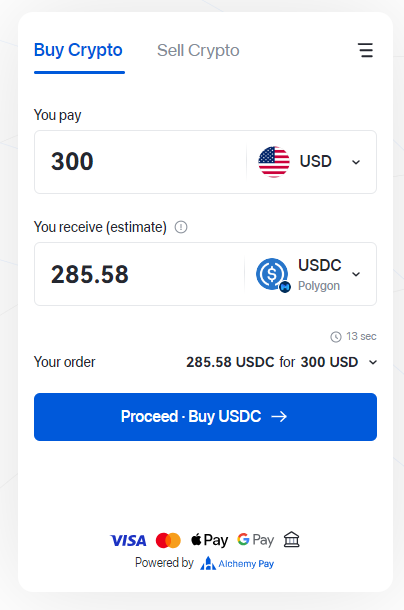 Buy Crypto Sell Crypto
You pay
300 USD
You receive (estimate)
285.58 USDC
Polygon
13 sec
Your order 285.58 USDC for 300 USD
Proceed · Buy USDC →
VISA Pay G Pay
Powered by Alchemy Pay